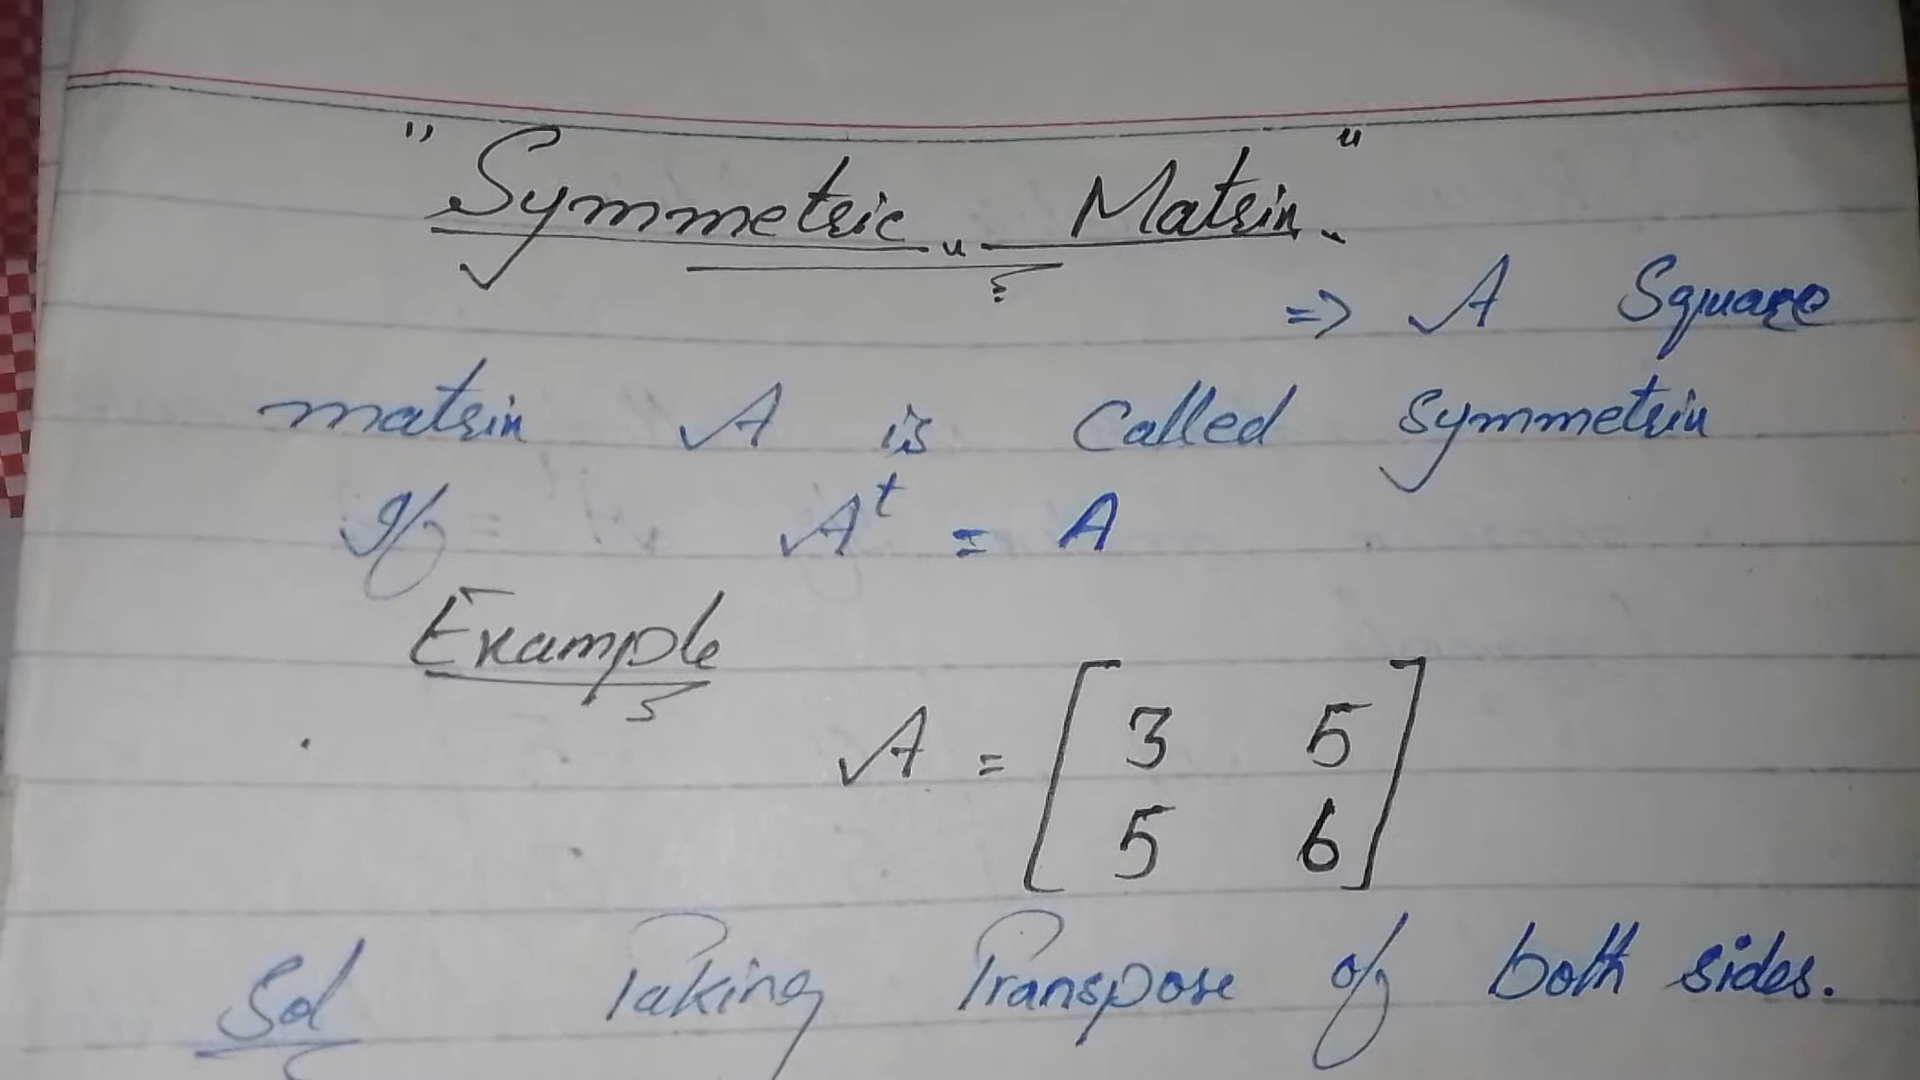 "Symmetric Matrix"
=> A Square
matrix A is Called Symmetric
if A^t = A
Example
A = [ 3 5
5 6 ]
Sol Taking Transpose of both sides.